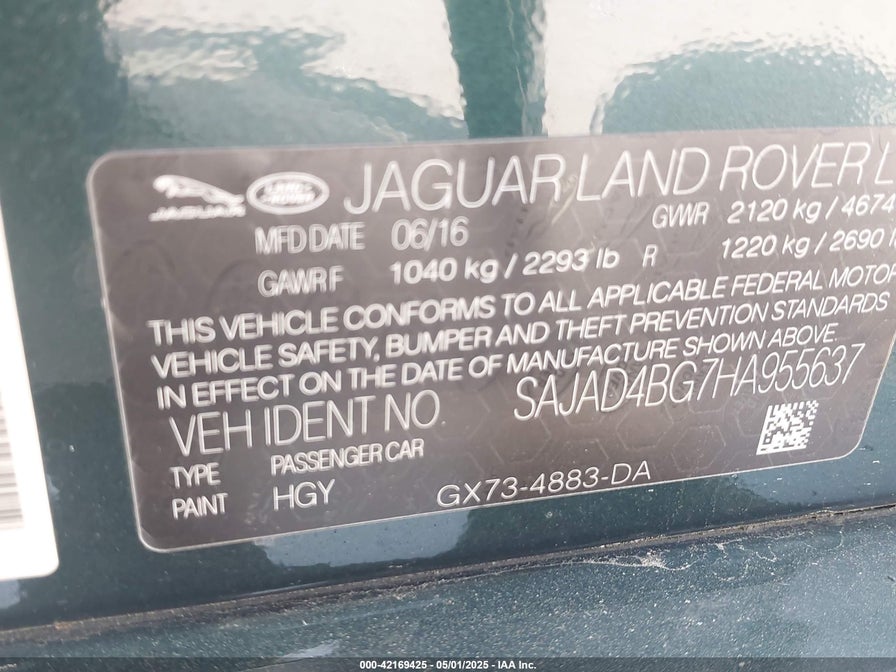 JAGUAR
LAND ROVER
JAGUAR LAND ROVER L
MFD DATE 06/16 GWR 2120 kg / 4674
GAWR F 1040 kg / 2293 lb R 1220 kg / 2690
THIS VEHICLE CONFORMS TO ALL APPLICABLE FEDERAL MOTOR
VEHICLE SAFETY, BUMPER AND THEFT PREVENTION STANDARDS
IN EFFECT ON THE DATE OF MANUFACTURE SHOWN ABOVE.
VEH IDENT NO. SAJAD4BG7HA955637
TYPE PASSENGER CAR
PAINT HGY GX73-4883-DA
000-42169425 - 05/01/2025 - IAA Inc.